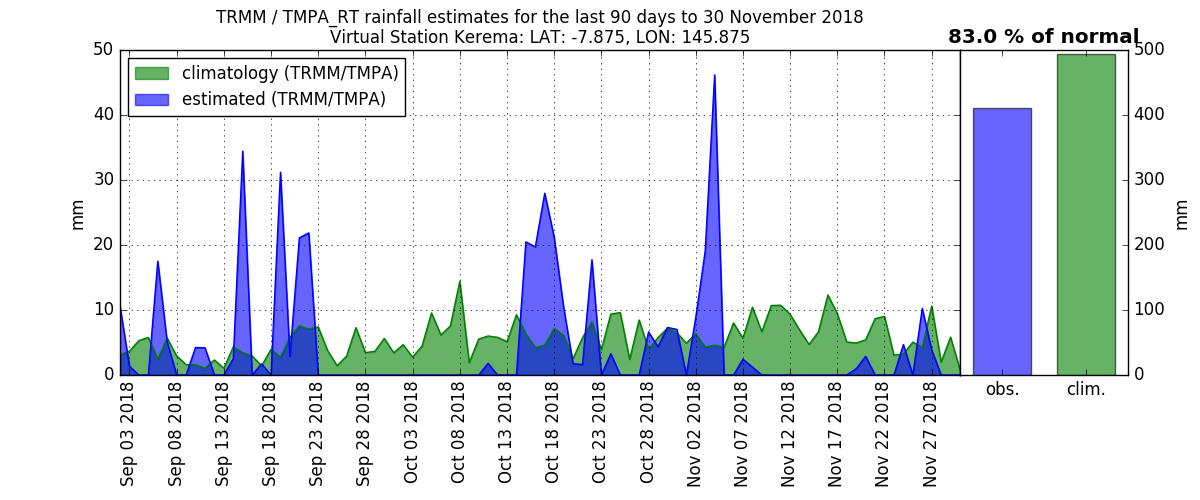 TRMM / TMPA_RT rainfall estimates for the last 90 days to 30 November 2018
Virtual Station Kerema: LAT: -7.875, LON: 145.875
83.0 % of normal
climatology (TRMM/TMPA)
estimated (TRMM/TMPA)
50
40
30
20
10
0
mm
Sep 03 2018
Sep 08 2018
Sep 13 2018
Sep 18 2018
Sep 23 2018
Sep 28 2018
Oct 03 2018
Oct 08 2018
Oct 13 2018
Oct 18 2018
Oct 23 2018
Oct 28 2018
Nov 02 2018
Nov 07 2018
Nov 12 2018
Nov 17 2018
Nov 22 2018
Nov 27 2018
obs.
clim.
500
400
300
200
100
0
mm